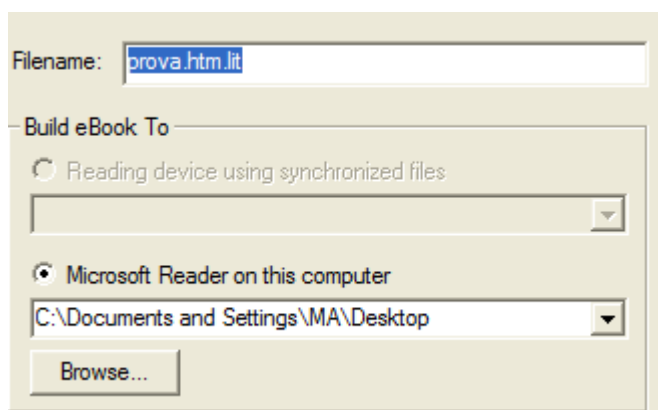 Filename: prova.htm.lit
Build eBook To
Reading device using synchronized files
Microsoft Reader on this computer
C:\Documents and Settings\MA\Desktop
Browse...